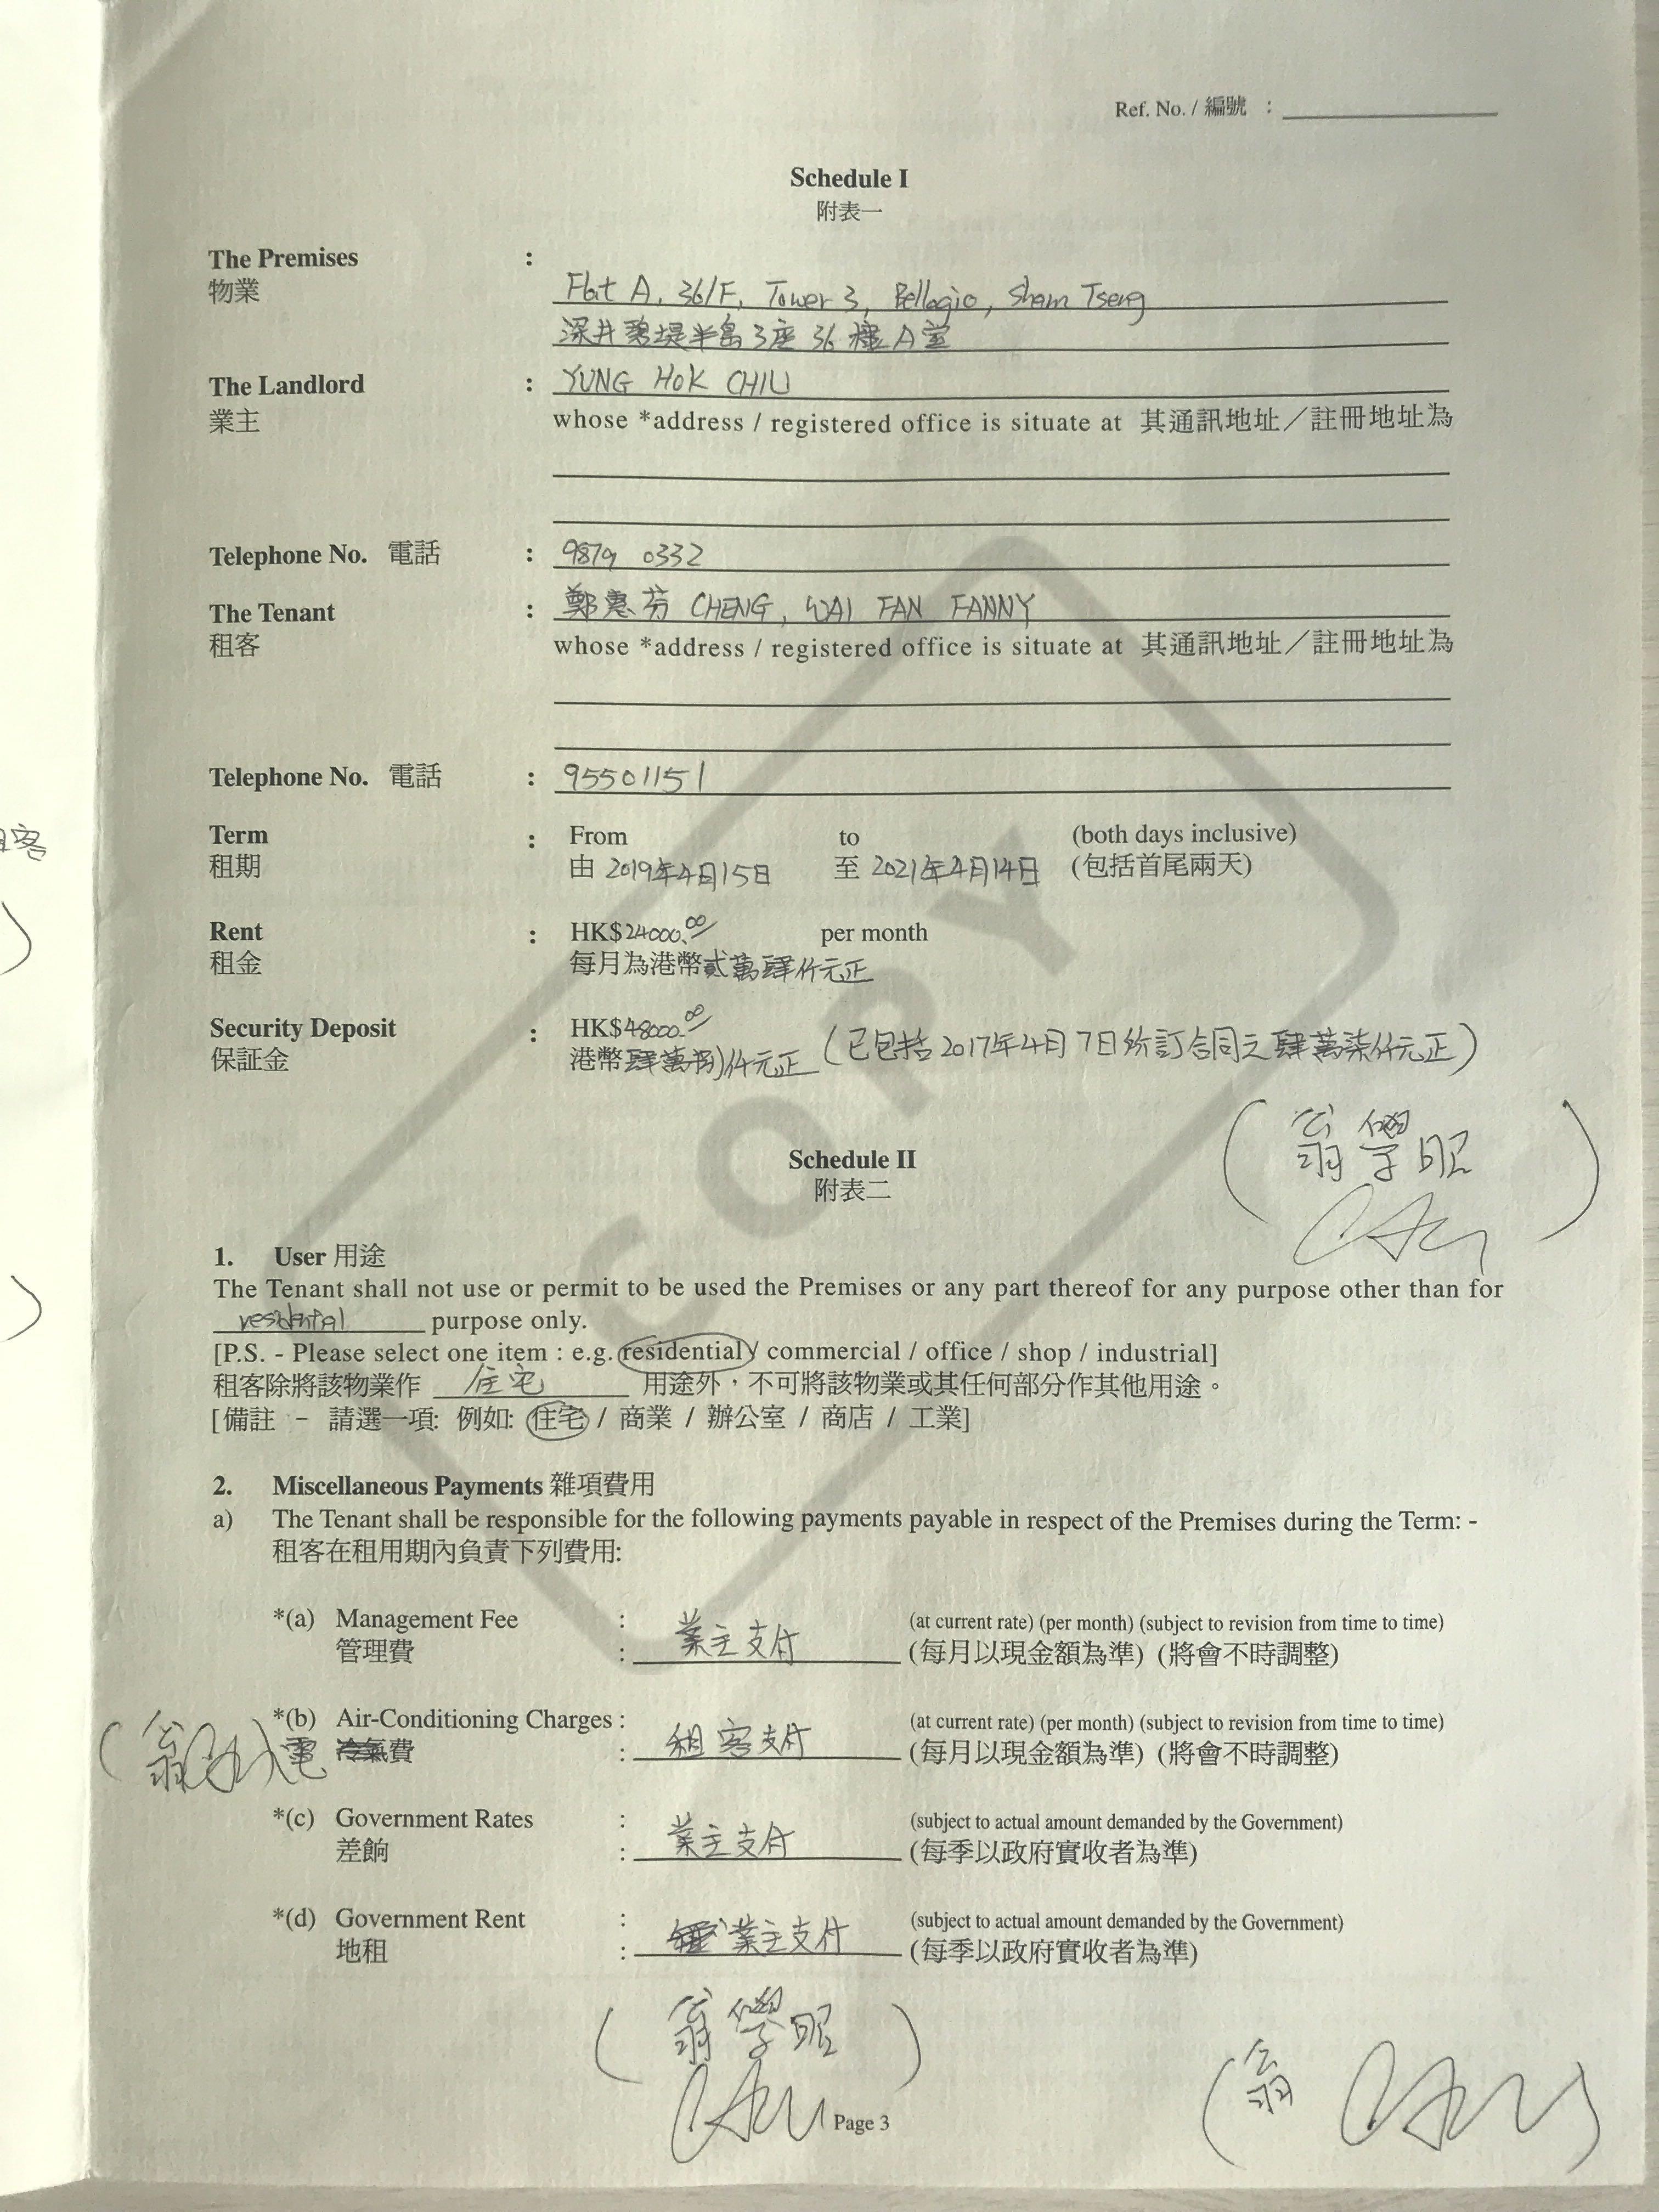 Ref. No. / 編號 :
Schedule I
附表一
The Premises :
物業
Flat A, 36/F, Tower 3, Bellagio, Sham Tseng
深井碧堤半島3座36樓A室
The Landlord : YUNG HOK CHIU
業主 whose *address / registered office is situate at 其通訊地址／註冊地址為
Telephone No. 電話 : 9879 0332
The Tenant : 鄭惠芬 CHENG, WAI FAN FANNY
租客 whose *address / registered office is situate at 其通訊地址／註冊地址為
Telephone No. 電話 : 95501151
租客
Term : From to (both days inclusive)
租期 由 2019年4月15日 至 2021年4月14日 (包括首尾兩天)
Rent : HK$24000.00 per month
租金 每月為港幣貳萬肆仟元正
Security Deposit : HK$48000.00
保証金 港幣肆萬捌仟元正 (已包括2017年4月7日所訂合同之肆萬柒仟元正)
(翁學昭)
Schedule II
附表二
1. User 用途
The Tenant shall not use or permit to be used the Premises or any part thereof for any purpose other than for
residental purpose only.
[P.S. - Please select one item : e.g. residential / commercial / office / shop / industrial]
租客除將該物業作 住宅 用途外，不可將該物業或其任何部分作其他用途。
[備註 － 請選一項: 例如: 住宅 / 商業 / 辦公室 / 商店 / 工業]
2. Miscellaneous Payments 雜項費用
a) The Tenant shall be responsible for the following payments payable in respect of the Premises during the Term: -
租客在租用期內負責下列費用:
*(a) Management Fee : (at current rate) (per month) (subject to revision from time to time)
管理費 : 業主支付 (每月以現金額為準) (將會不時調整)
*(b) Air-Conditioning Charges : (at current rate) (per month) (subject to revision from time to time)
(翁) 電 冷氣費 : 租客支付 (每月以現金額為準) (將會不時調整)
*(c) Government Rates : (subject to actual amount demanded by the Government)
差餉 : 業主支付 (每季以政府實收者為準)
*(d) Government Rent : (subject to actual amount demanded by the Government)
地租 : 業主支付 (每季以政府實收者為準)
(翁學昭)
(翁
Page 3
COPY